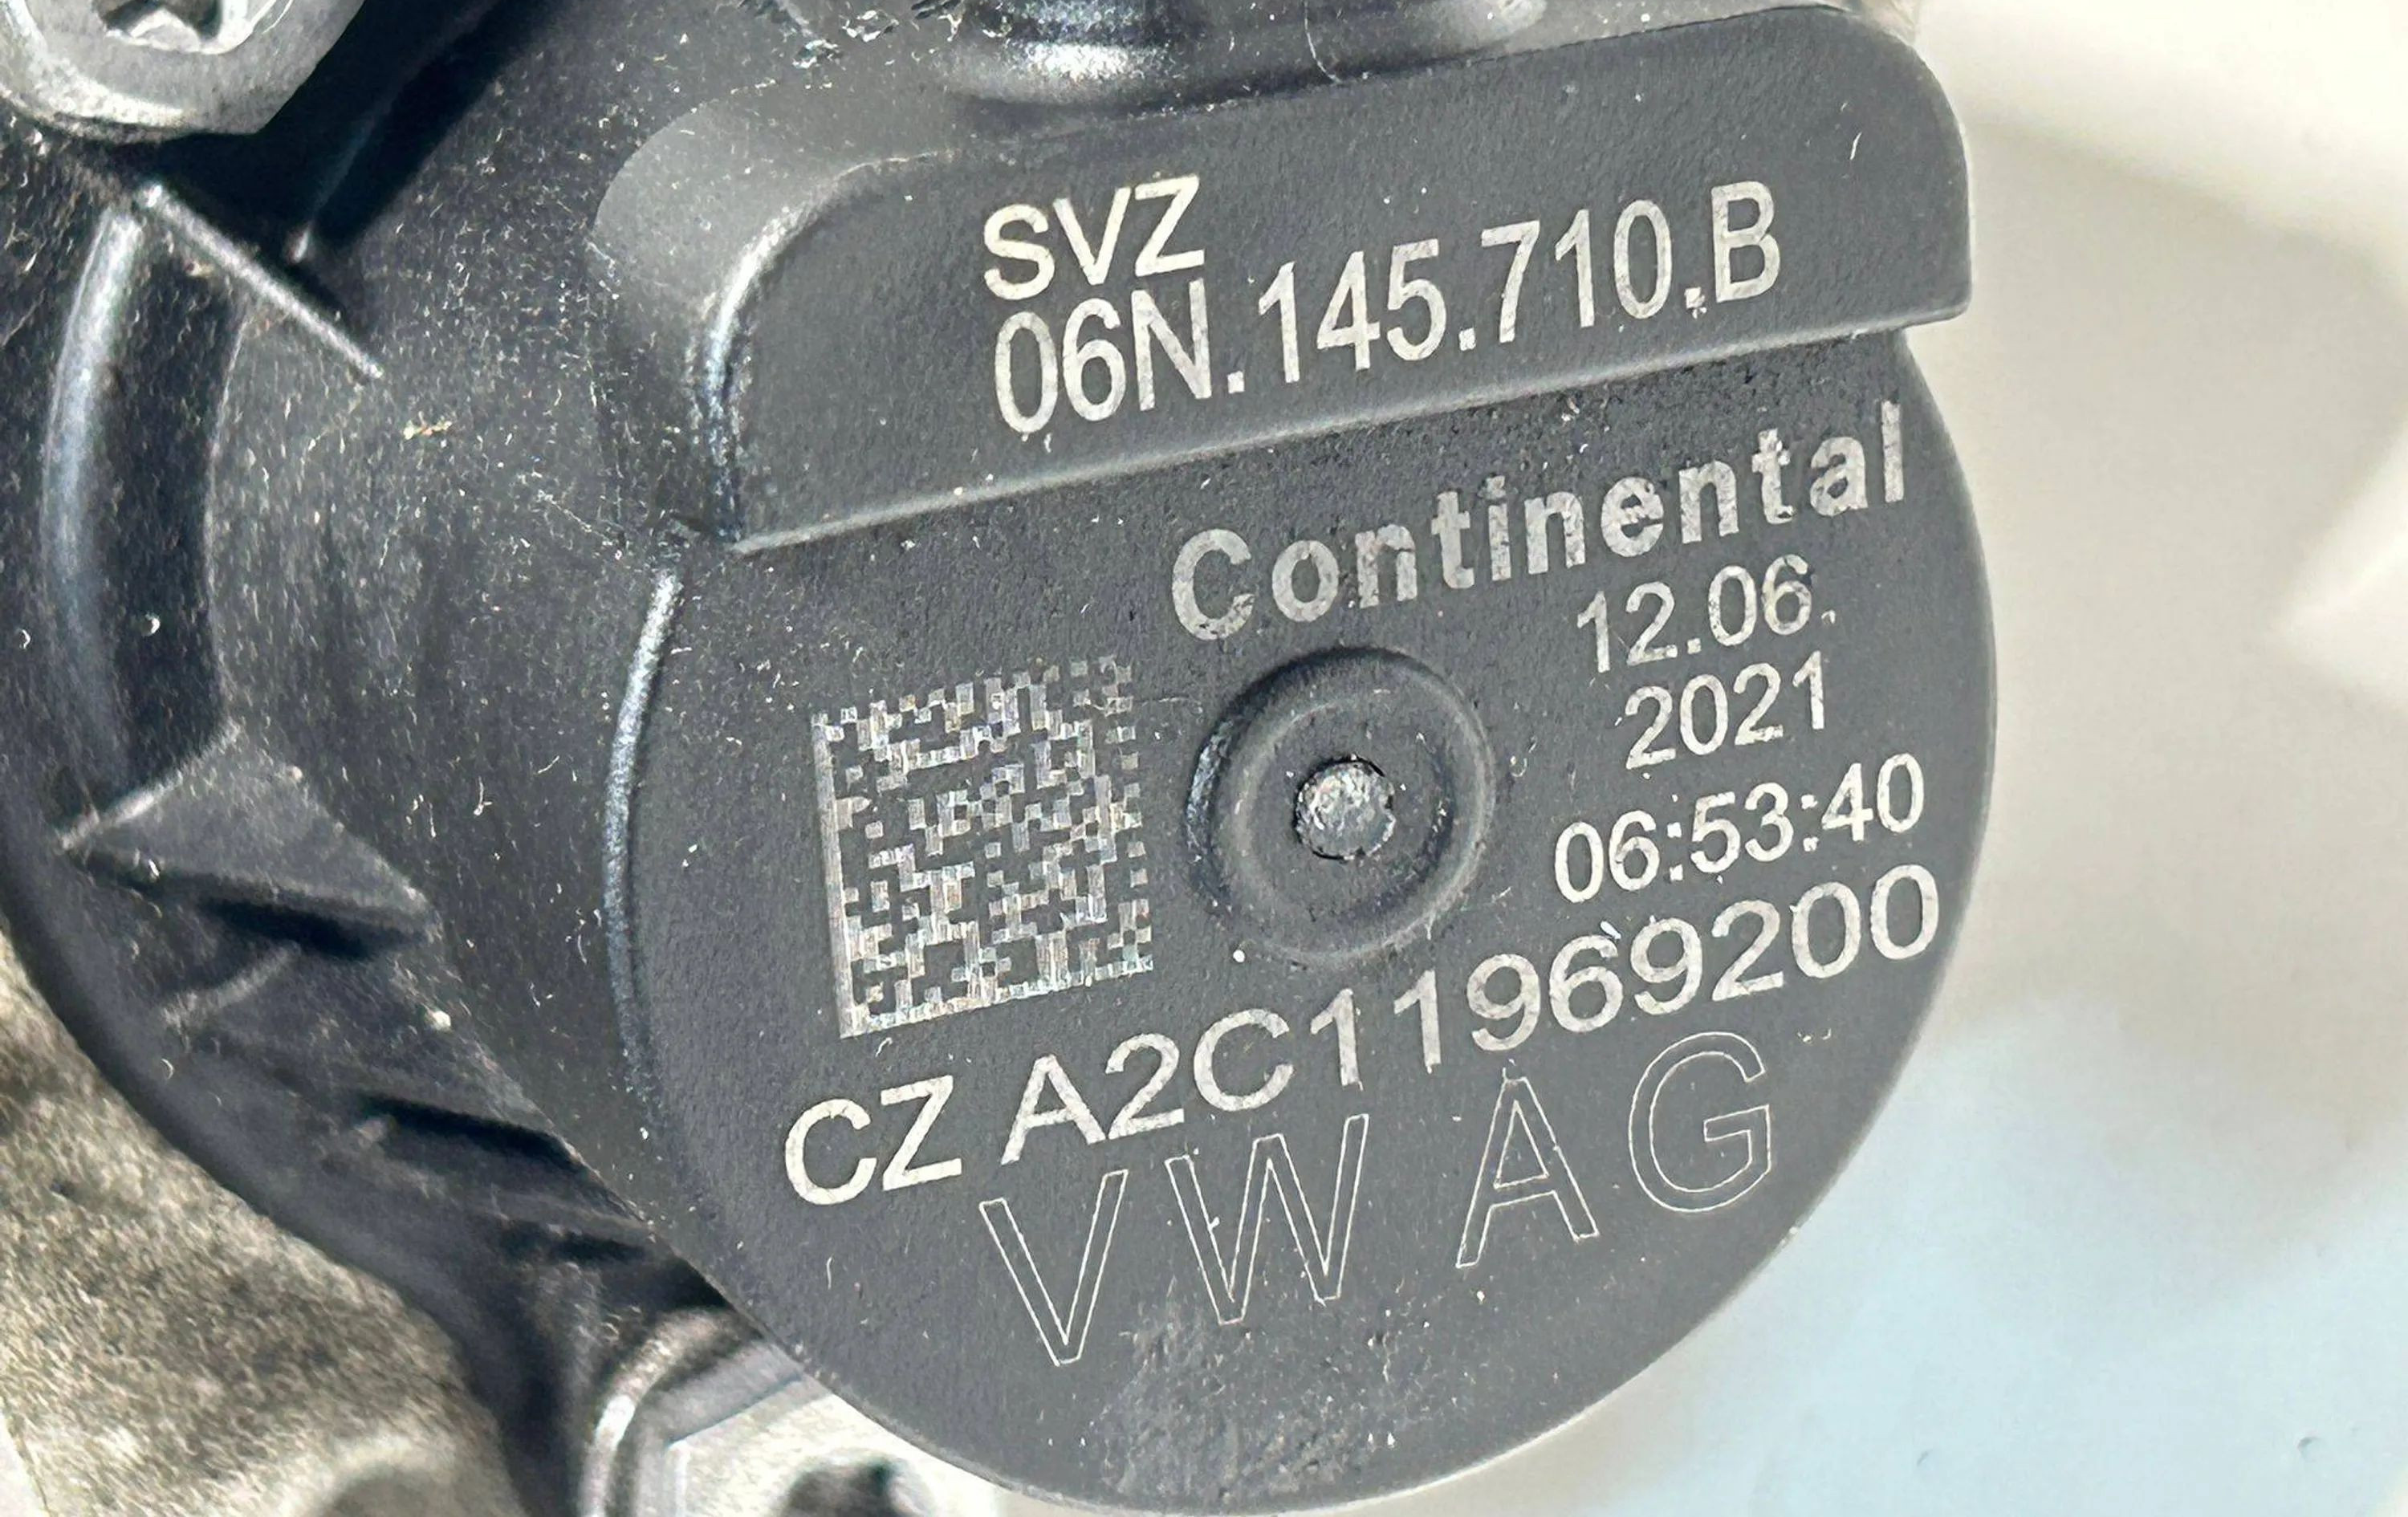 SVZ
06N.145.710.B
Continental
12.06.
2021
06:53:40
CZ A2C11969200
VW AG